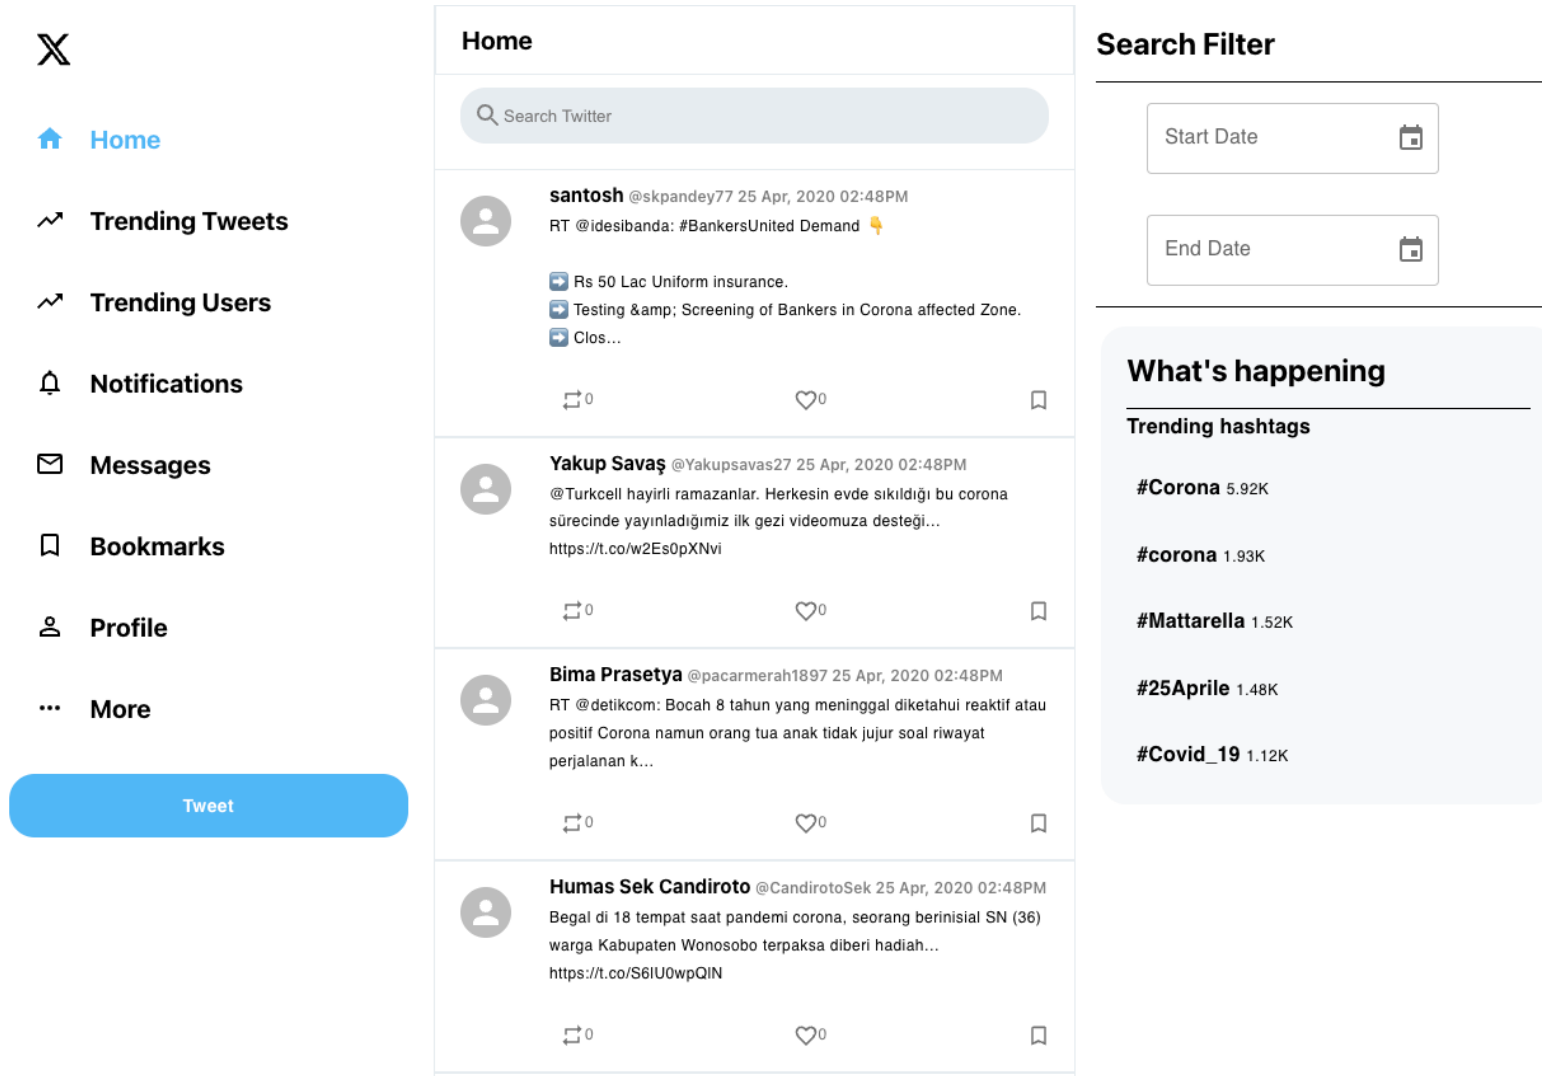 Home
Trending Tweets
Trending Users
Notifications
Messages
Bookmarks
Profile
More
Tweet
Home
Search Twitter
santosh @skpandey77 25 Apr, 2020 02:48PM
RT @idesibanda: #BankersUnited Demand 👇
➡️ Rs 50 Lac Uniform insurance.
➡️ Testing &amp; Screening of Bankers in Corona affected Zone.
➡️ Clos...
0 0
Yakup Savaş @Yakupsavas27 25 Apr, 2020 02:48PM
@Turkcell hayirli ramazanlar. Herkesin evde sıkıldığı bu corona
sürecinde yayınladığımiz ilk gezi videomuza desteği...
https://t.co/w2Es0pXNvi
0 0
Bima Prasetya @pacarmerah1897 25 Apr, 2020 02:48PM
RT @detikcom: Bocah 8 tahun yang meninggal diketahui reaktif atau
positif Corona namun orang tua anak tidak jujur soal riwayat
perjalanan k...
0 0
Humas Sek Candiroto @CandirotoSek 25 Apr, 2020 02:48PM
Begal di 18 tempat saat pandemi corona, seorang berinisial SN (36)
warga Kabupaten Wonosobo terpaksa diberi hadiah...
https://t.co/S6lU0wpQlN
0 0
Search Filter
Start Date
End Date
What's happening
Trending hashtags
#Corona 5.92K
#corona 1.93K
#Mattarella 1.52K
#25Aprile 1.48K
#Covid_19 1.12K